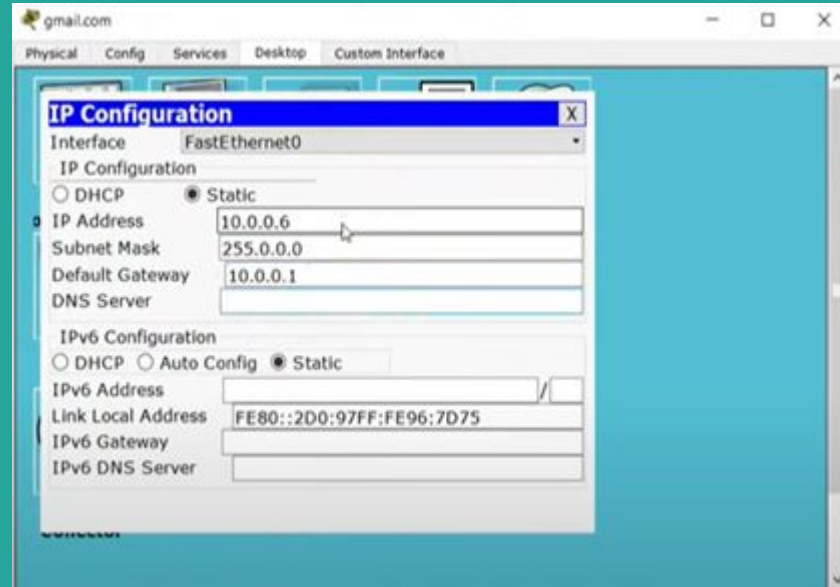 gmail.com
Physical Config Services Desktop Custom Interface
IP Configuration X
Interface FastEthernet0
IP Configuration
DHCP Static
IP Address 10.0.0.6
Subnet Mask 255.0.0.0
Default Gateway 10.0.0.1
DNS Server
IPv6 Configuration
DHCP Auto Config Static
IPv6 Address /
Link Local Address FE80::2D0:97FF:FE96:7D75
IPv6 Gateway
IPv6 DNS Server